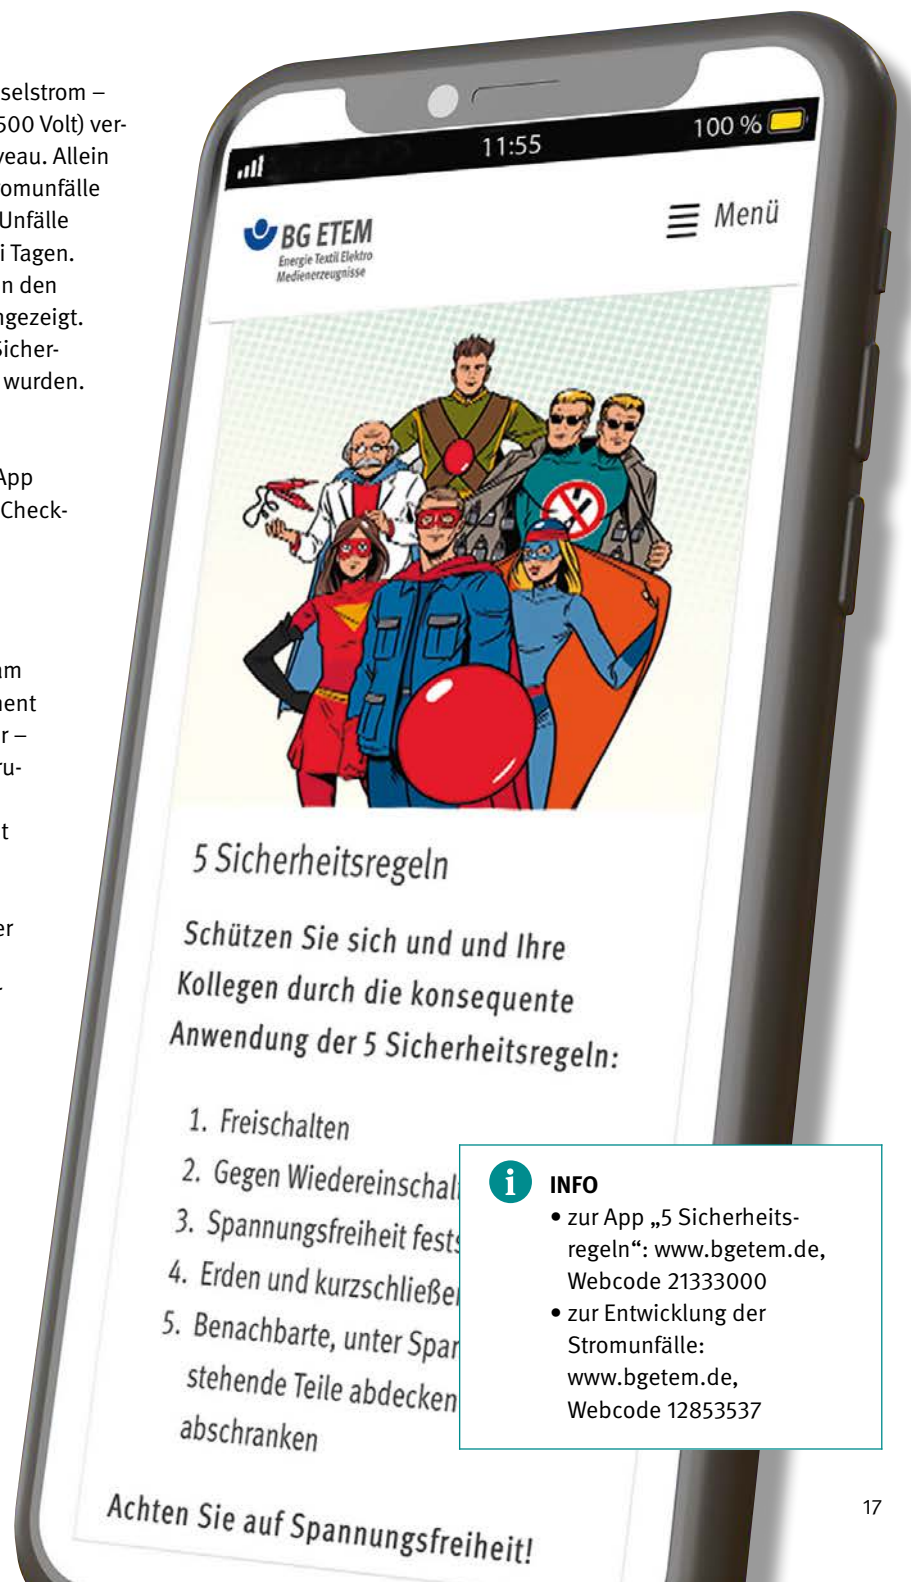 selstrom –
500 Volt) ver-
veau. Allein
omunfälle
Unfälle
i Tagen.
n den
ngezeigt.
Sicher-
wurden.
App
Check-
am
nent
r –
ru-
t
er
11:55
100 %
BG ETEM
Energie Textil Elektro
Medienerzeugnisse
Menü
5 Sicherheitsregeln
Schützen Sie sich und und Ihre
Kollegen durch die konsequente
Anwendung der 5 Sicherheitsregeln:
1. Freischalten
2. Gegen Wiedereinschal
3. Spannungsfreiheit fests
4. Erden und kurzschließe
5. Benachbarte, unter Span
stehende Teile abdecken
abschranken
Achten Sie auf Spannungsfreiheit!
INFO
• zur App „5 Sicherheits-
regeln“: www.bgetem.de,
Webcode 21333000
• zur Entwicklung der
Stromunfälle:
www.bgetem.de,
Webcode 12853537
17